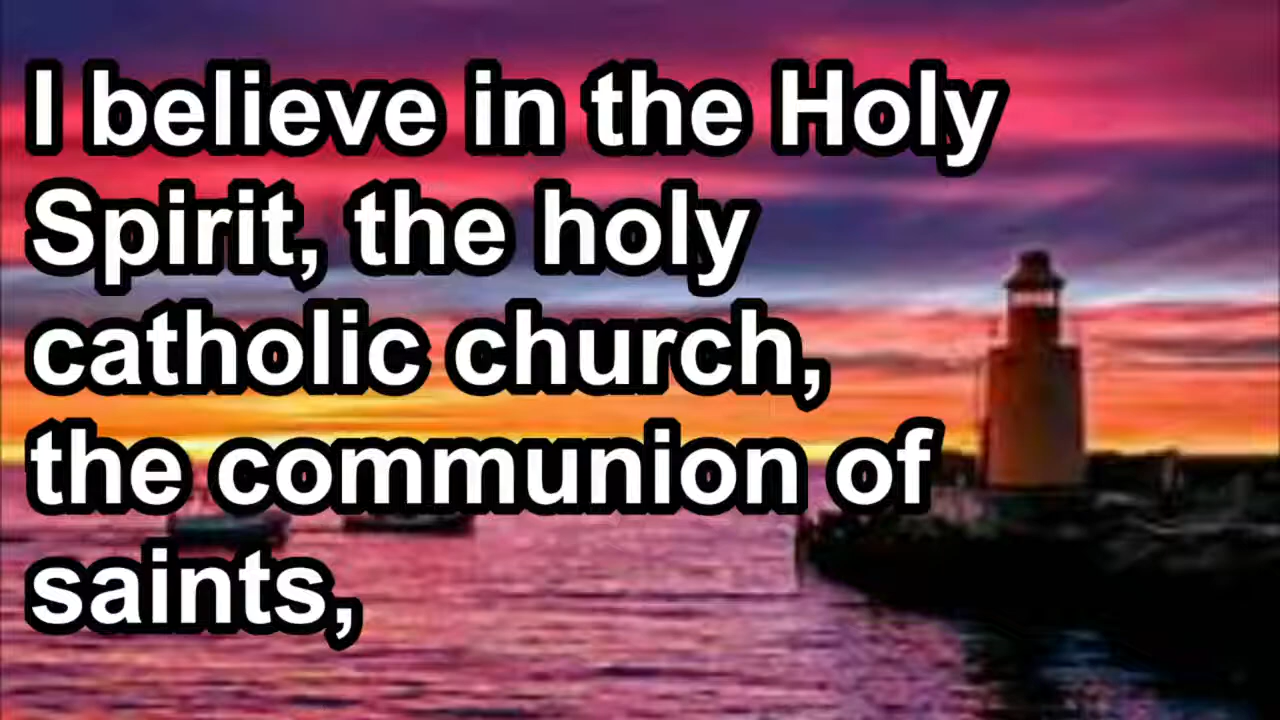 I believe in the Holy
Spirit, the holy
catholic church,
the communion of
saints,